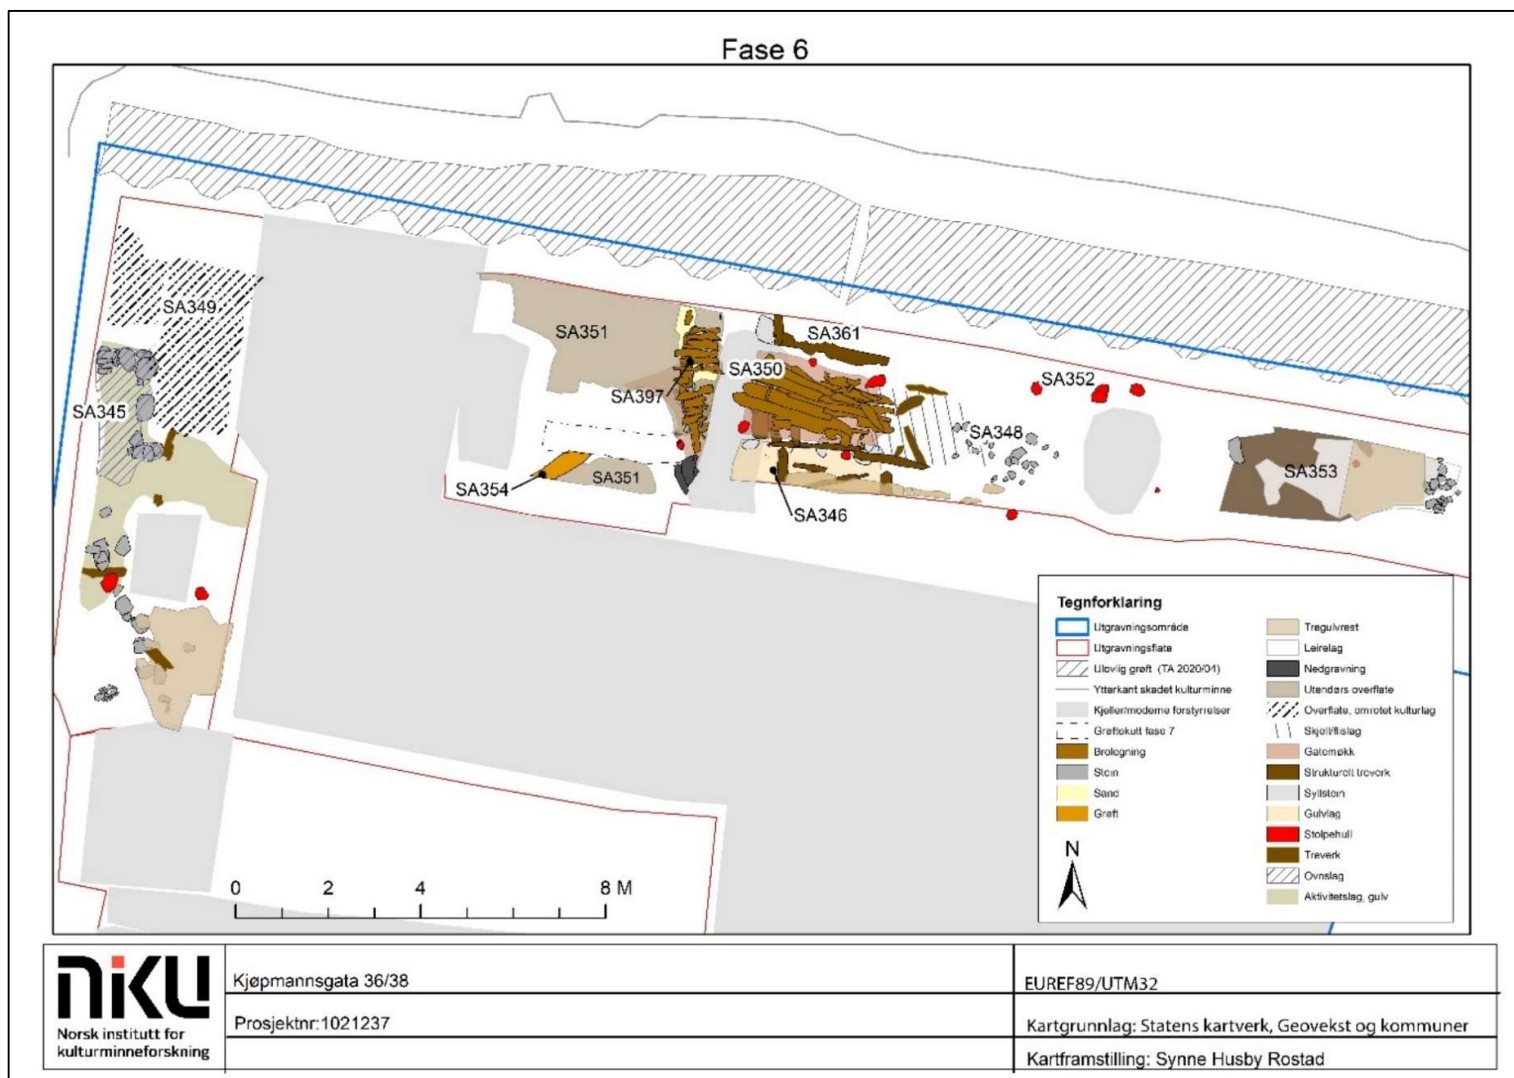 Fase 6
SA349
SA351
SA361
SA350
SA352
SA397
SA345
SA348
SA353
SA351
SA354
SA346
Tegnforklaring
Utgravningsområde
Utgravningsflate
Ulovlig grøft (TA 2020/04)
Ytterkant skadet kulturminne
Kjeller/moderne forstyrrelser
Grøftekutt fase 7
Brolegning
Stein
Sand
Grøft
Tregulvrest
Leirelag
Nedgravning
Utendørs overflate
Overflate, omrotet kulturlag
Skjell/flislag
Gatemøkk
Strukturelt treverk
Syllstein
Gulvlag
Stolpehull
Treverk
Ovnslag
Aktivitetslag, gulv
N
0 2 4 8 M
NIKU
Norsk institutt for
kulturminneforskning
Kjøpmannsgata 36/38
Prosjektnr:1021237
EUREF89/UTM32
Kartgrunnlag: Statens kartverk, Geovekst og kommuner
Kartframstilling: Synne Husby Rostad